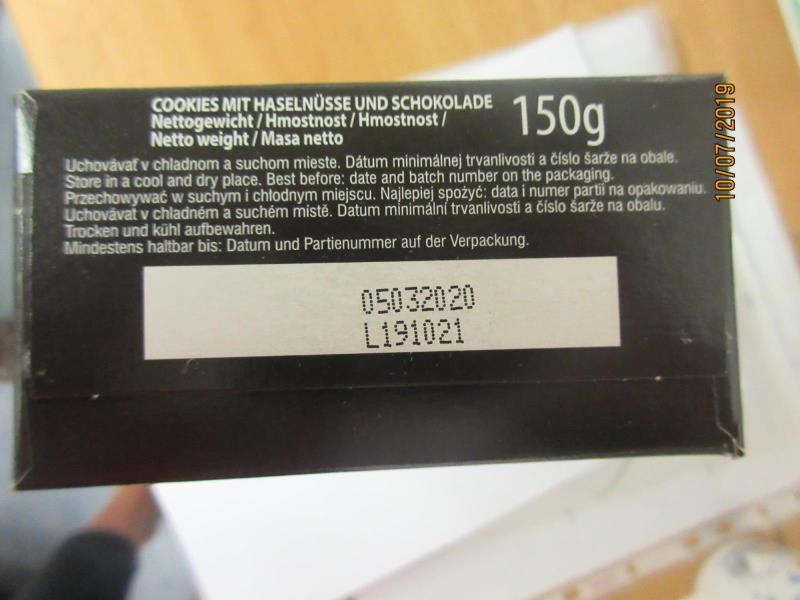 COOKIES MIT HASELNÜSSE UND SCHOKOLADE
Nettogewicht / Hmostnost / Hmotnost /
Netto weight / Masa netto
150g
Uchovávať v chladnom a suchom mieste. Dátum minimálnej trvanlivosti a číslo šarže na obale.
Store in a cool and dry place. Best before: date and batch number on the packaging.
Przechowywać w suchym i chłodnym miejscu. Najlepiej spożyć: data i numer partii na opakowaniu.
Uchovávat v chladném a suchém místě. Datum minimální trvanlivosti a číslo šarže na obalu.
Trocken und kühl aufbewahren.
Mindestens haltbar bis: Datum und Partienummer auf der Verpackung.
05032020
L191021
10/07/2019